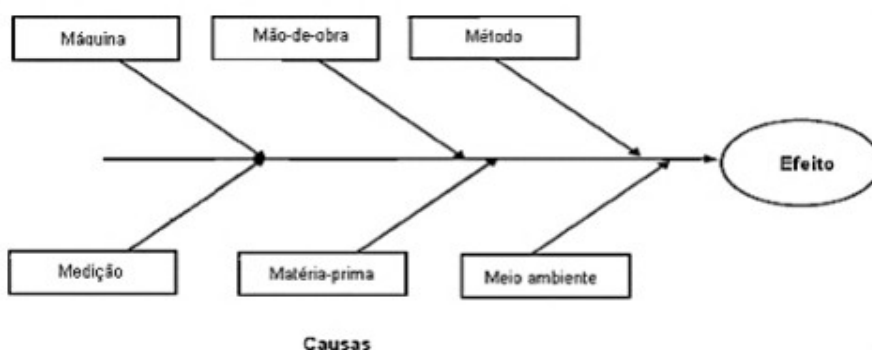 Máquina
Mão-de-obra
Método
Efeito
Medição
Matéria-prima
Meio ambiente
Causas